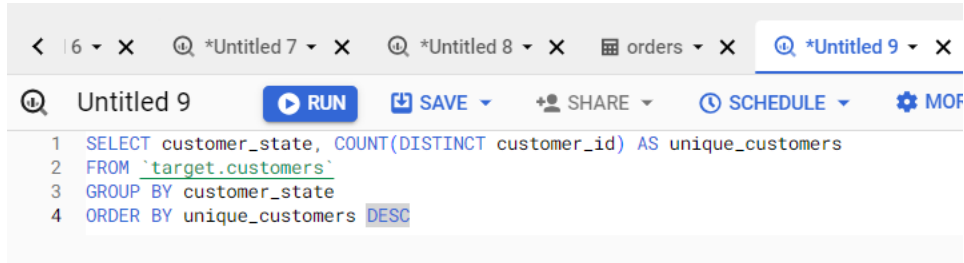 6
*Untitled 7
*Untitled 8
orders
*Untitled 9
Untitled 9
RUN
SAVE
SHARE
SCHEDULE
MOR
1 SELECT customer_state, COUNT(DISTINCT customer_id) AS unique_customers
2 FROM `target.customers`
3 GROUP BY customer_state
4 ORDER BY unique_customers DESC